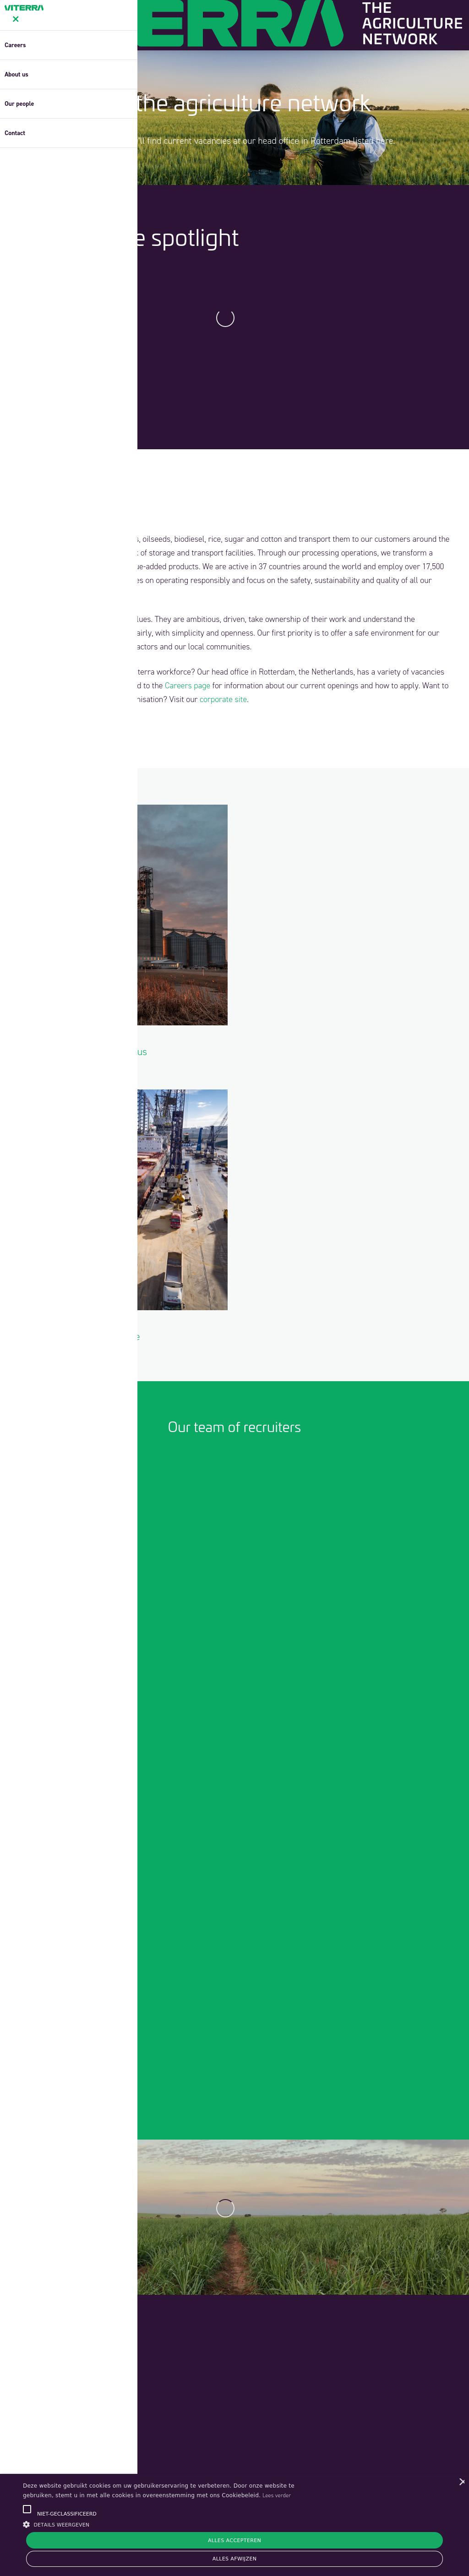 VITERRA
Careers
About us
Our people
Contact
ERRA
THE
AGRICULTURE
NETWORK
the agriculture network
find current vacancies at our head office in Rotterdam listed here.
spotlight
oilseeds, biodiesel, rice, sugar and cotton and transport them to our customers around the
of storage and transport facilities. Through our processing operations, we transform a
products. We are active in 37 countries around the world and employ over 17,500
on operating responsibly and focus on the safety, sustainability and quality of all our
They are ambitious, driven, take ownership of their work and understand the
with simplicity and openness. Our first priority is to offer a safe environment for our
and our local communities.
workforce? Our head office in Rotterdam, the Netherlands, has a variety of vacancies
to the Careers page for information about our current openings and how to apply. Want to
Visit our corporate site.
us
Our team of recruiters
Deze website gebruikt cookies om uw gebruikerservaring te verbeteren. Door onze website te
gebruiken, stemt u in met alle cookies in overeenstemming met ons Cookiebeleid. Lees verder
NIET-GECLASSIFICEERD
DETAILS WEERGEVEN
ALLES ACCEPTEREN
ALLES AFWIJZEN